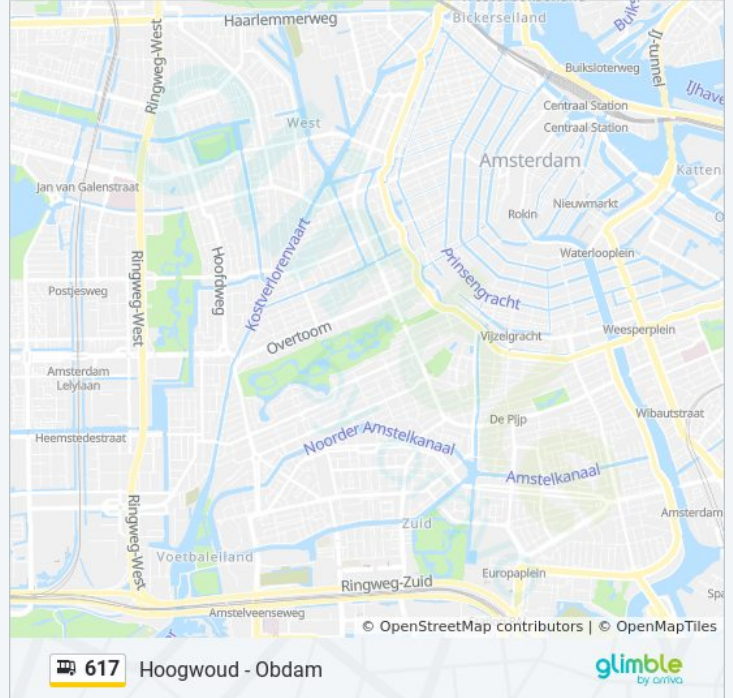 Haarlemmerweg
Bickerseiland
Ringweg-West
IJ-tunnel
Buiksloterweg
Centraal Station
West
Centraal Station
Amsterdam
Jan van Galenstraat
Nieuwmarkt
Rokin
Kostverlorenvaart
Hoofdweg
Waterlooplein
Ringweg-West
Prinsengracht
Postjesweg
Overtoom
Vijzelgracht
Weesperplein
Amsterdam
Lelylaan
Wibautstraat
De Pijp
Heemstedestraat
Noorder Amstelkanaal
Amstelkanaal
Ringweg-West
Amsterdam
Zuid
Voetbaleiland
Europaplein
Ringweg-Zuid
Spa
Amstelveenseweg
© OpenStreetMap contributors | © OpenMapTiles
617 Hoogwoud - Obdam
glimble
by arriva